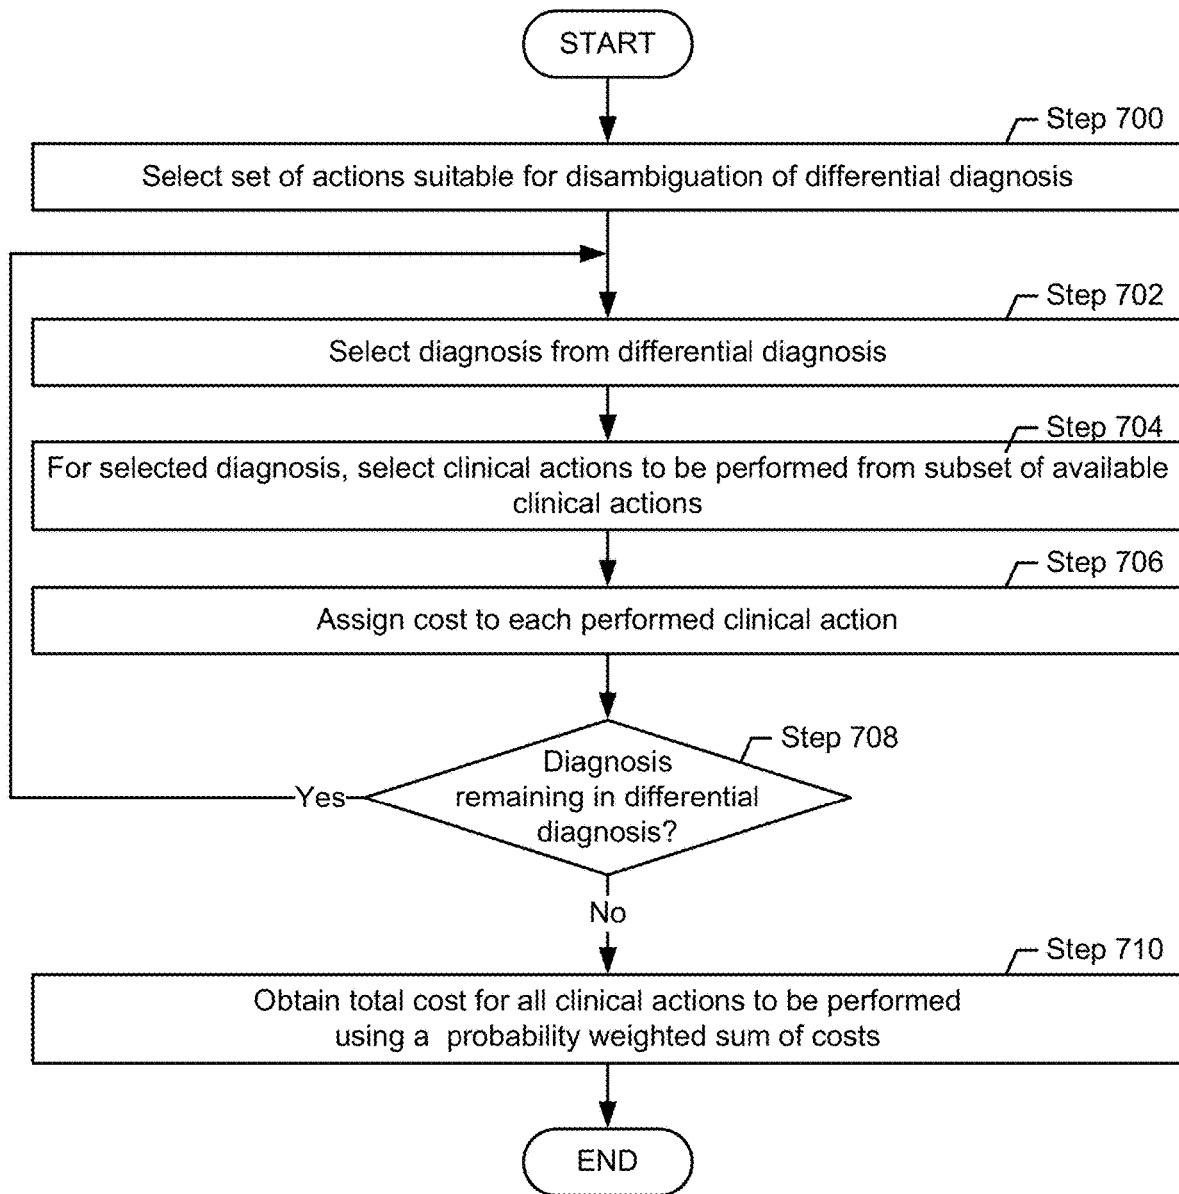 START
Step 700
Select set of actions suitable for disambiguation of differential diagnosis
Step 702
Select diagnosis from differential diagnosis
Step 704
For selected diagnosis, select clinical actions to be performed from subset of available
clinical actions
Step 706
Assign cost to each performed clinical action
Step 708
Diagnosis
remaining in differential
diagnosis?
Yes
No
Step 710
Obtain total cost for all clinical actions to be performed
using a probability weighted sum of costs
END